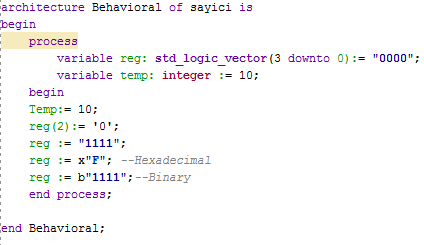 architecture Behavioral of sayici is
begin
process
variable reg: std_logic_vector(3 downto 0):= "0000";
variable temp: integer := 10;
begin
Temp:= 10;
reg(2):= '0';
reg := "1111";
reg := x"F"; --Hexadecimal
reg := b"1111";--Binary
end process;
end Behavioral;